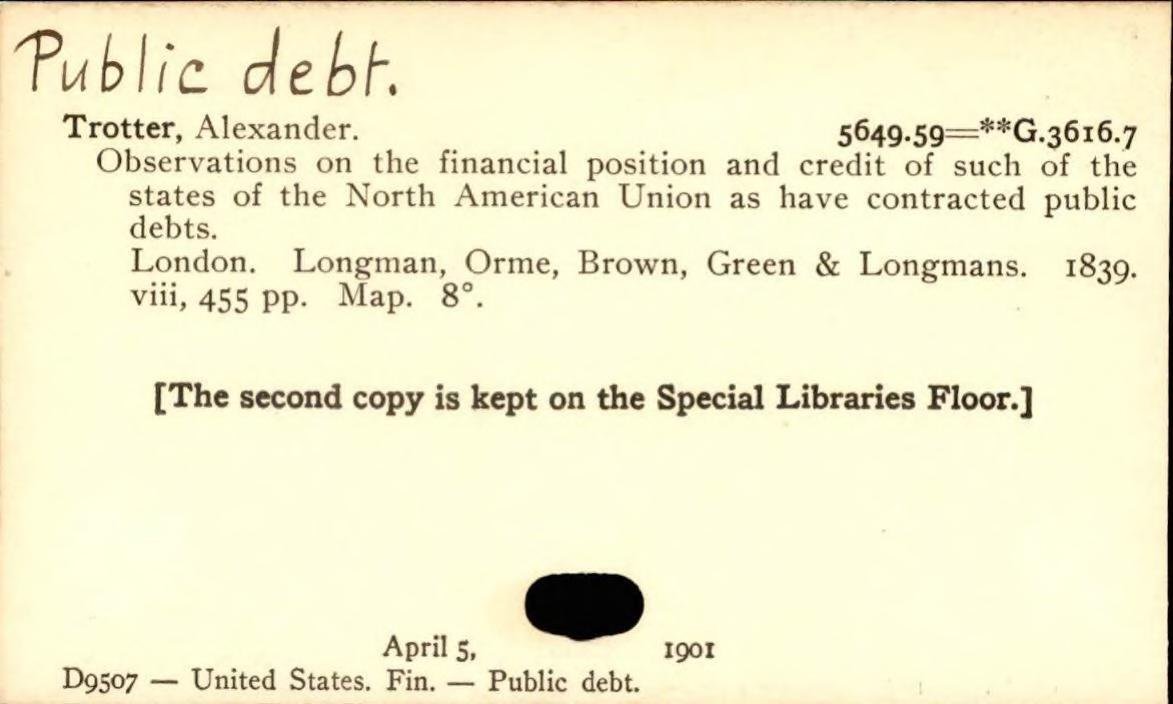 Public debt.
Trotter, Alexander. 5649.59=**G.3616.7
Observations on the financial position and credit of such of the
states of the North American Union as have contracted public
debts.
London. Longman, Orme, Brown, Green & Longmans. 1839.
viii, 455 pp. Map. 8°.
[The second copy is kept on the Special Libraries Floor.]
April 5, 1901
D9507 — United States. Fin. — Public debt.